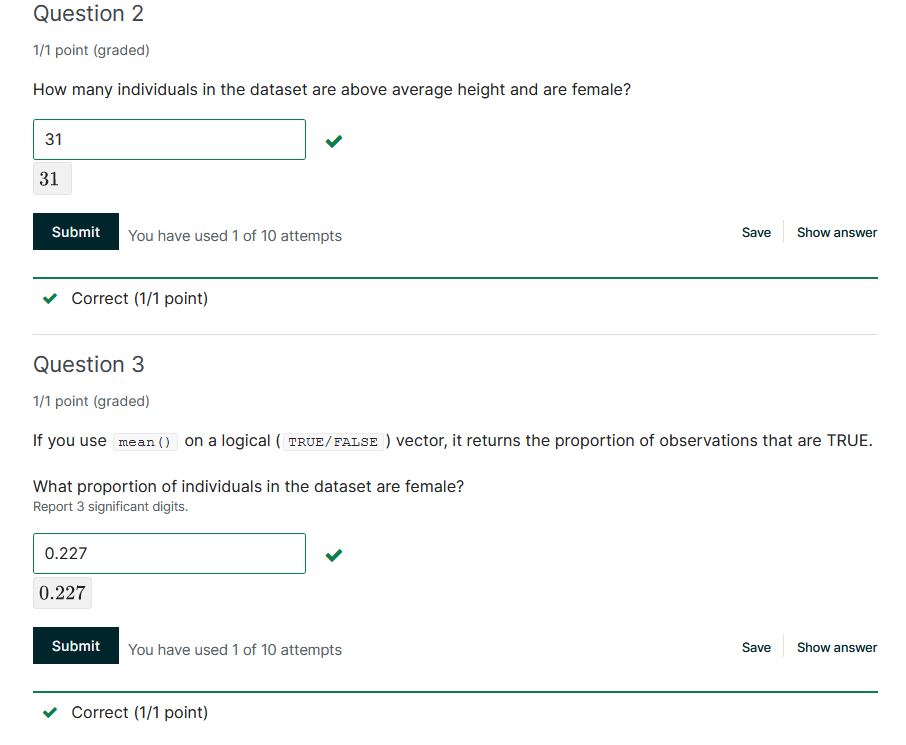 Question 2
1/1 point (graded)
How many individuals in the dataset are above average height and are female?
31
31
Submit You have used 1 of 10 attempts Save Show answer
Correct (1/1 point)
Question 3
1/1 point (graded)
If you use mean() on a logical ( TRUE/FALSE ) vector, it returns the proportion of observations that are TRUE.
What proportion of individuals in the dataset are female?
Report 3 significant digits.
0.227
0.227
Submit You have used 1 of 10 attempts Save Show answer
Correct (1/1 point)